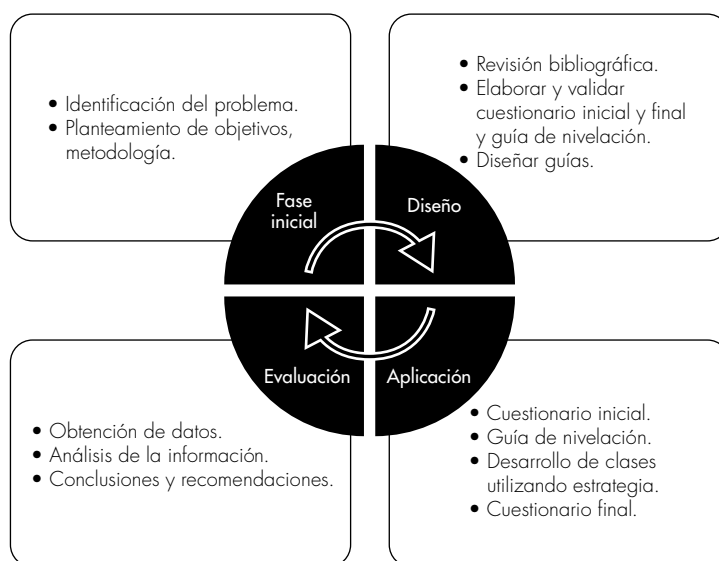 • Identificación del problema.
• Planteamiento de objetivos,
metodología.
• Revisión bibliográfica.
• Elaborar y validar
cuestionario inicial y final
y guía de nivelación.
• Diseñar guías.
Fase
inicial
Diseño
Evaluación
Aplicación
• Obtención de datos.
• Análisis de la información.
• Conclusiones y recomendaciones.
• Cuestionario inicial.
• Guía de nivelación.
• Desarrollo de clases
utilizando estrategia.
• Cuestionario final.